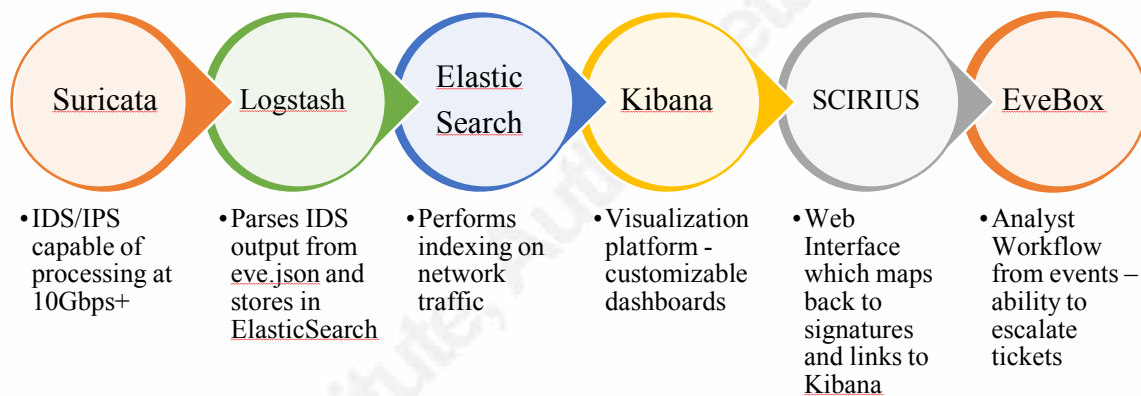 Suricata
Logstash
Elastic
Search
Kibana
SCIRIUS
EveBox
•IDS/IPS
capable of
processing at
10Gbps+
•Parses IDS
output from
eve.json and
stores in
ElasticSearch
•Performs
indexing on
network
traffic
•Visualization
platform -
customizable
dashboards
•Web
Interface
which maps
back to
signatures
and links to
Kibana
•Analyst
Workflow
from events –
ability to
escalate
tickets